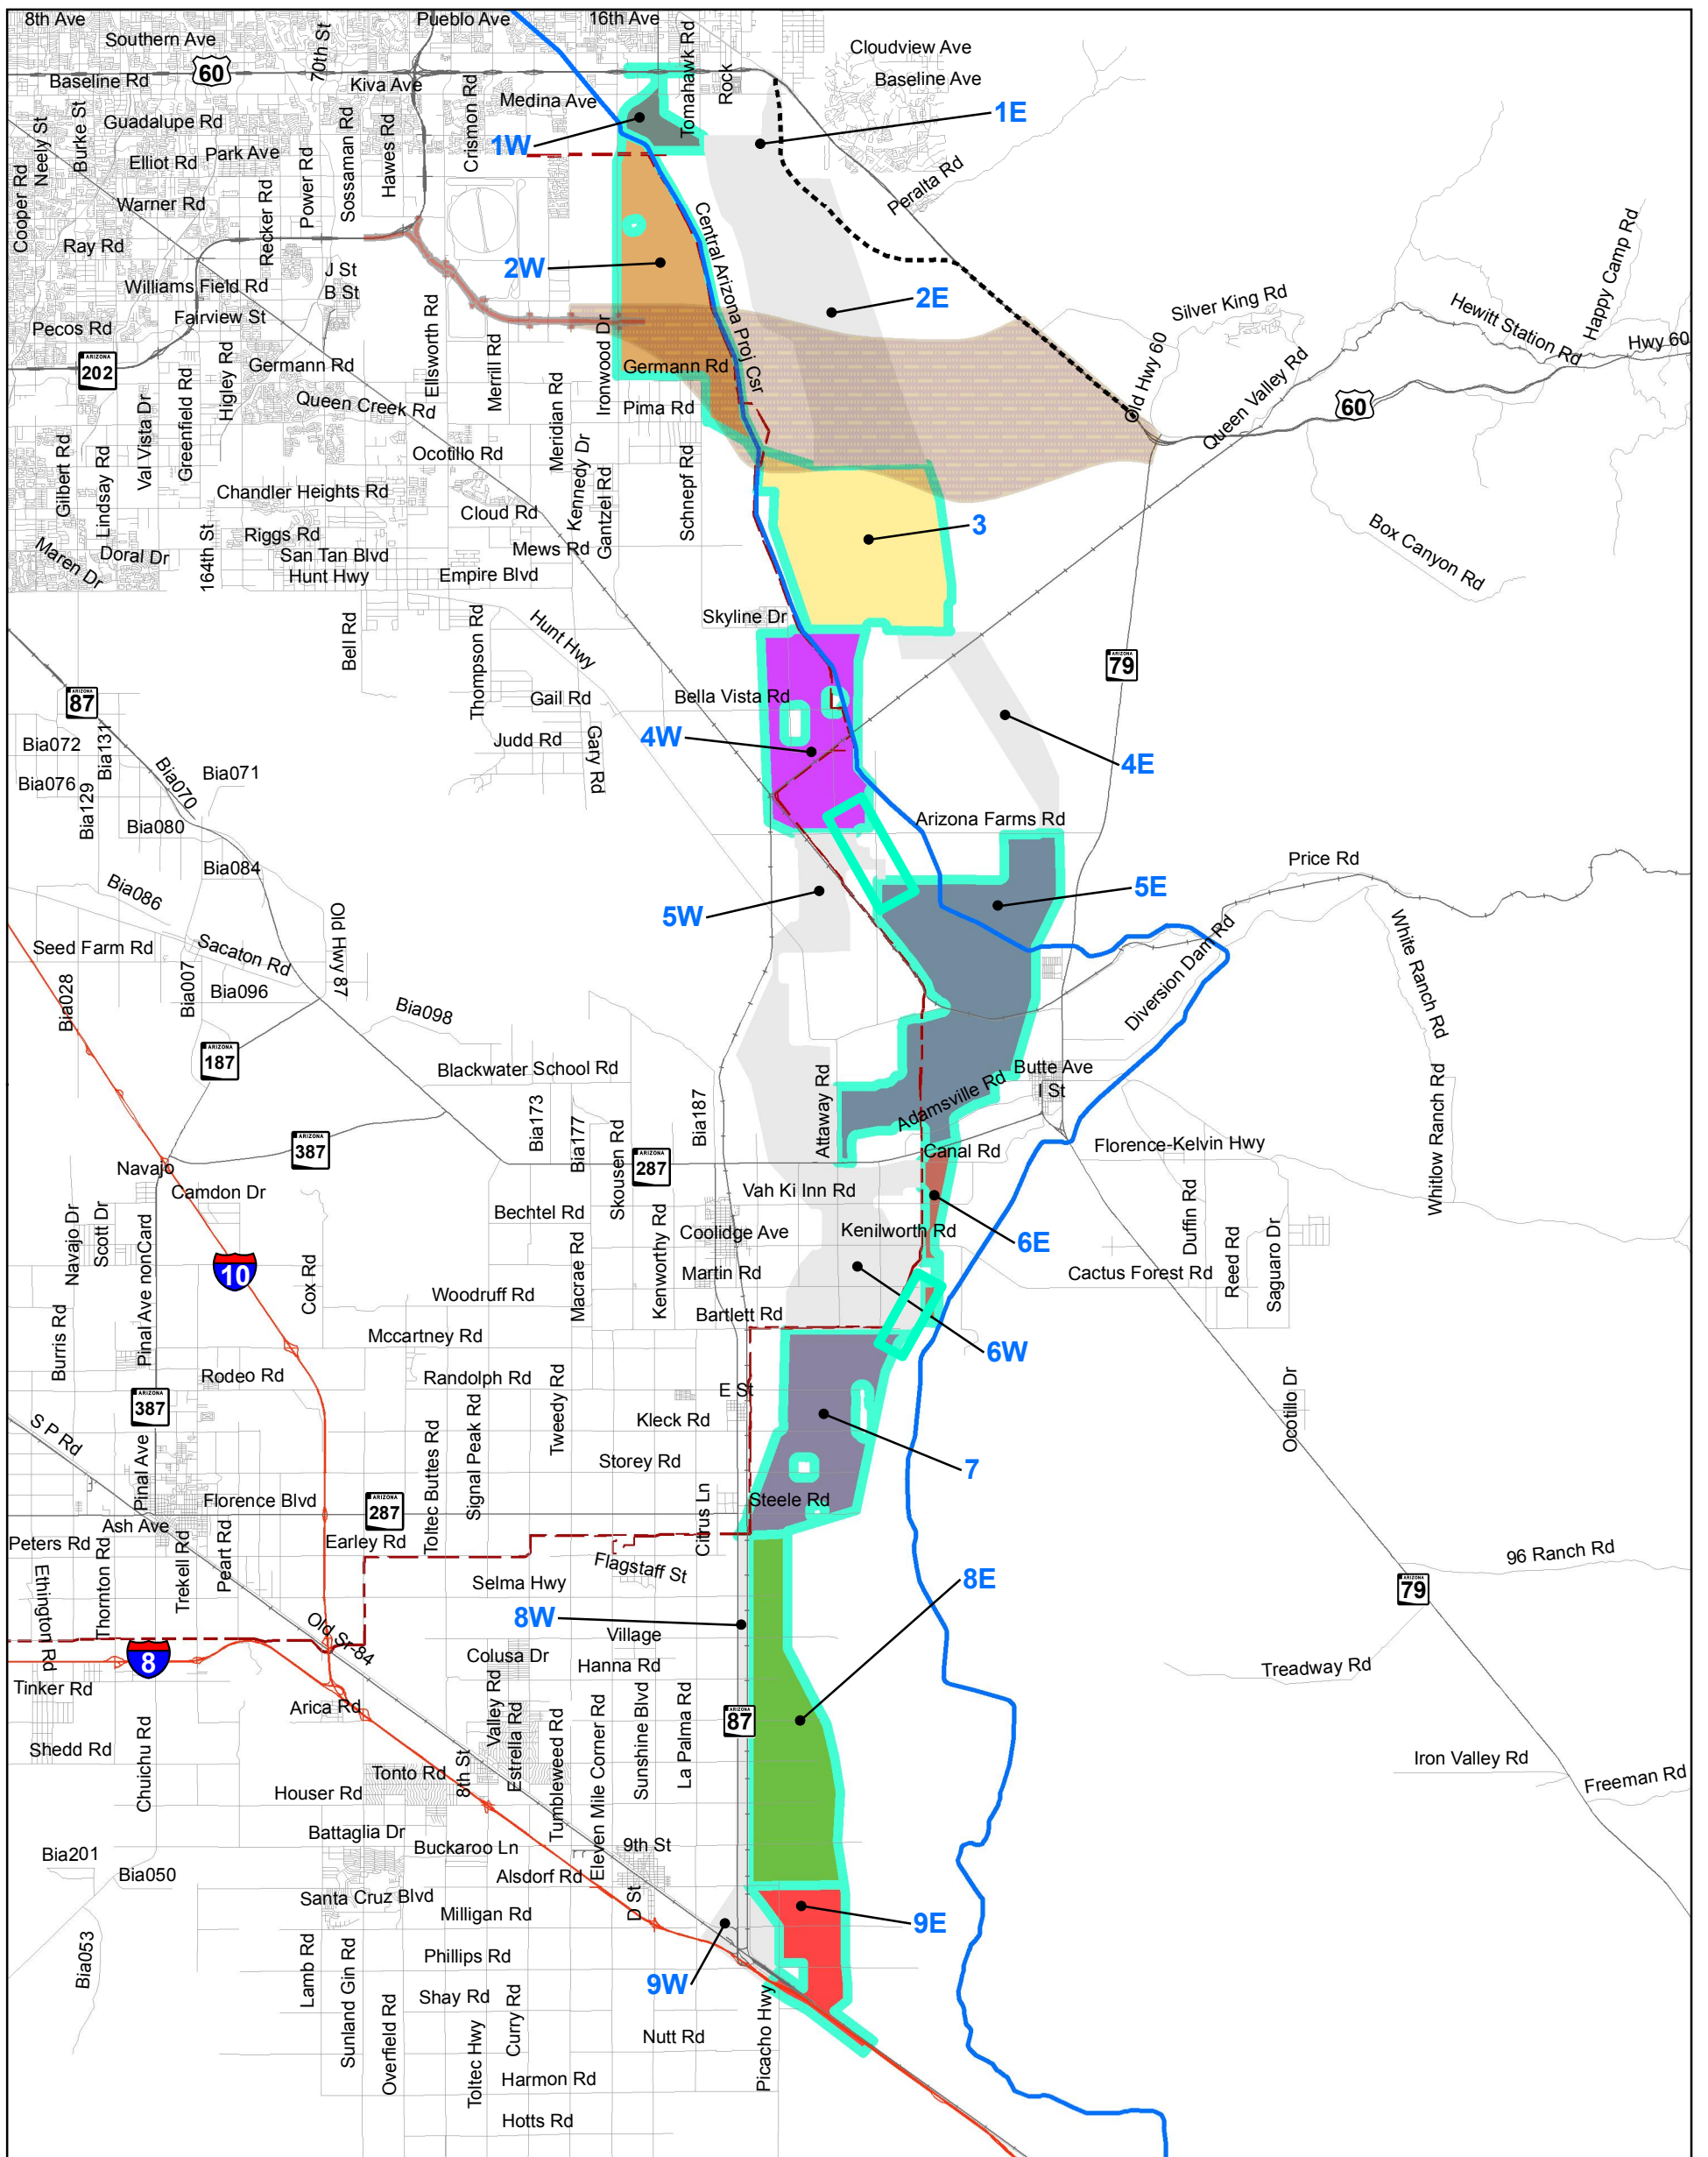 8th Ave
Pueblo Ave
16th Ave
Southern Ave
70th St
Tomahawk Rd
Cloudview Ave
60
Baseline Rd
Kiva Ave
Rock
Baseline Ave
Crismon Rd
Medina Ave
1E
Neely St
Burke St
Guadalupe Rd
Sossaman Rd
Hawes Rd
1W
Cooper Rd
Elliot Rd
Park Ave
Power Rd
Peralta Rd
Warner Rd
Recker Rd
Central Arizona Proj Csr
Happy Camp Rd
Ray Rd
J St
2W
Williams Field Rd
B St
2E
Silver King Rd
Hewitt Station Rd
Pecos Rd
Fairview St
Ellsworth Rd
Merrill Rd
Ironwood Dr
Old Hwy 60
Hwy 60
ARIZONA
202
Germann Rd
Germann Rd
Queen Valley Rd
Higley Rd
Greenfield Rd
Val Vista Dr
Queen Creek Rd
Meridian Rd
Pima Rd
60
Gilbert Rd
Lindsay Rd
Ocotillo Rd
Kennedy Dr
Gantzel Rd
Schnepf Rd
Chandler Heights Rd
Cloud Rd
3
Box Canyon Rd
Maren Dr
Doral Dr
164th St
Riggs Rd
San Tan Blvd
Mews Rd
Hunt Hwy
Empire Blvd
Bell Rd
Thompson Rd
Hunt Hwy
Skyline Dr
ARIZONA
79
ARIZONA
87
Gail Rd
Bella Vista Rd
Bia072
Bia131
Judd Rd
Gary Rd
4W
4E
Bia076
Bia070
Bia071
Bia129
Bia080
Arizona Farms Rd
Bia084
Price Rd
Bia086
5W
5E
Old Hwy 87
White Ranch Rd
Seed Farm Rd
Sacaton Rd
Diversion Dam Rd
Bia028
Bia007
Bia096
Bia098
ARIZONA
187
Blackwater School Rd
Attaway Rd
Butte Ave
I St
Whitlow Ranch Rd
Bia173
Bia177
Skousen Rd
Bia187
Adamsville Rd
ARIZONA
387
Navajo
ARIZONA
287
Canal Rd
Florence-Kelvin Hwy
Camdon Dr
Vah Ki Inn Rd
Navajo Dr
Scott Dr
Pinal Ave nonCard
Bechtel Rd
Coolidge Ave
Kenilworth Rd
6E
Duffin Rd
Reed Rd
Saguaro Dr
10
Cox Rd
Macrae Rd
Kenworthy Rd
Martin Rd
Cactus Forest Rd
Woodruff Rd
Bartlett Rd
Burris Rd
Mccartney Rd
6W
Rodeo Rd
Randolph Rd
E St
Ocotillo Dr
ARIZONA
387
Tweedy Rd
Kleck Rd
S P Rd
Pinal Ave
Toltec Buttes Rd
Signal Peak Rd
Storey Rd
7
Florence Blvd
ARIZONA
287
Citrus Ln
Steele Rd
Ash Ave
Peters Rd
Earley Rd
Thornton Rd
Trekell Rd
Peart Rd
Flagstaff St
96 Ranch Rd
Ethington Rd
Selma Hwy
8E
ARIZONA
79
8W
Old Sr-84
Village
8
Colusa Dr
Hanna Rd
Treadway Rd
Tinker Rd
Arica Rd
Valley Rd
Estrella Rd
Tumbleweed Rd
Eleven Mile Corner Rd
Sunshine Blvd
La Palma Rd
ARIZONA
87
Shedd Rd
Chuichu Rd
Tonto Rd
8th St
Iron Valley Rd
Freeman Rd
Houser Rd
Battaglia Dr
Buckaroo Ln
9th St
Bia201
Bia050
Alsdorf Rd
Santa Cruz Blvd
D St
Milligan Rd
9E
Bia053
Lamb Rd
Sunland Gin Rd
Phillips Rd
9W
Overfield Rd
Shay Rd
Toltec Hwy
Curry Rd
Nutt Rd
Picacho Hwy
Harmon Rd
Hotts Rd